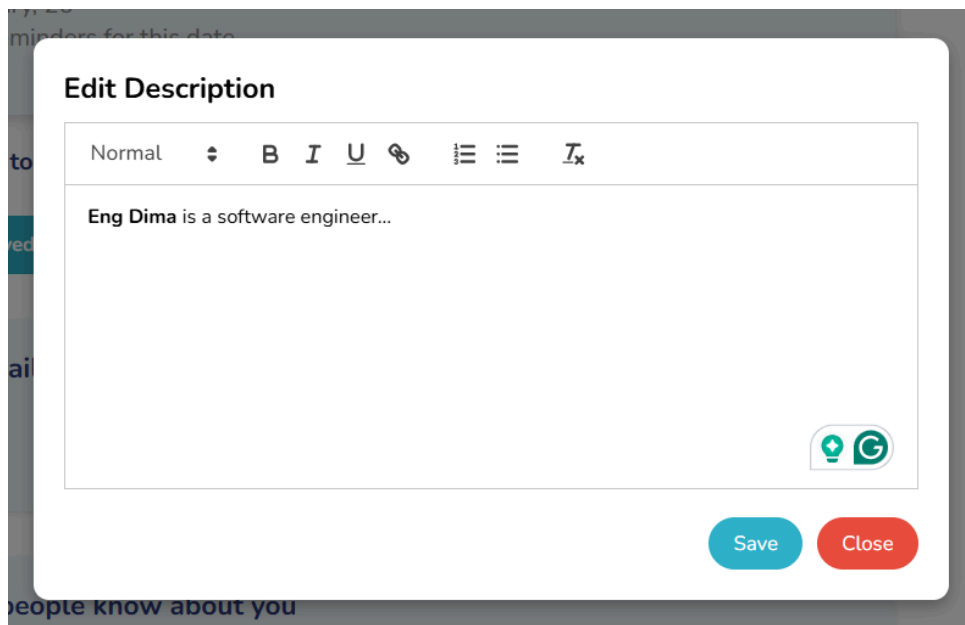 minders for this date
Edit Description
Normal
Eng Dima is a software engineer...
Save
Close
people know about you